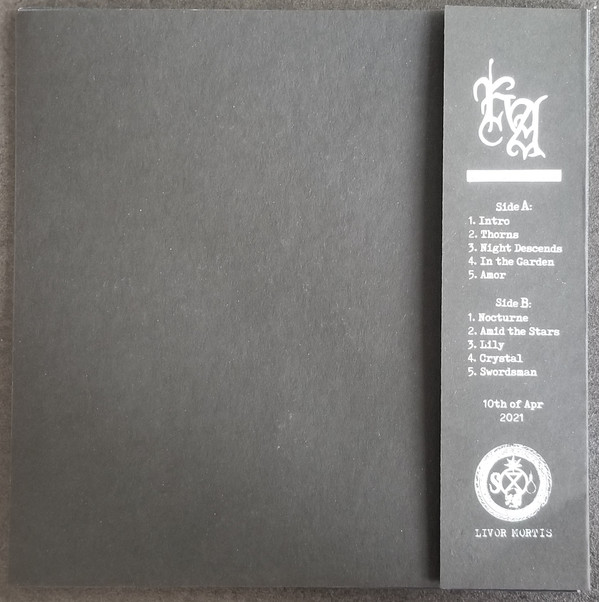 Side A:
1. Intro
2. Thorns
3. Night Descends
4. In the Garden
5. Amor
Side B:
1. Nocturne
2. Amid the Stars
3. Lily
4. Crystal
5. Swordsman
10th of Apr
2021
LIVOR MORTIS